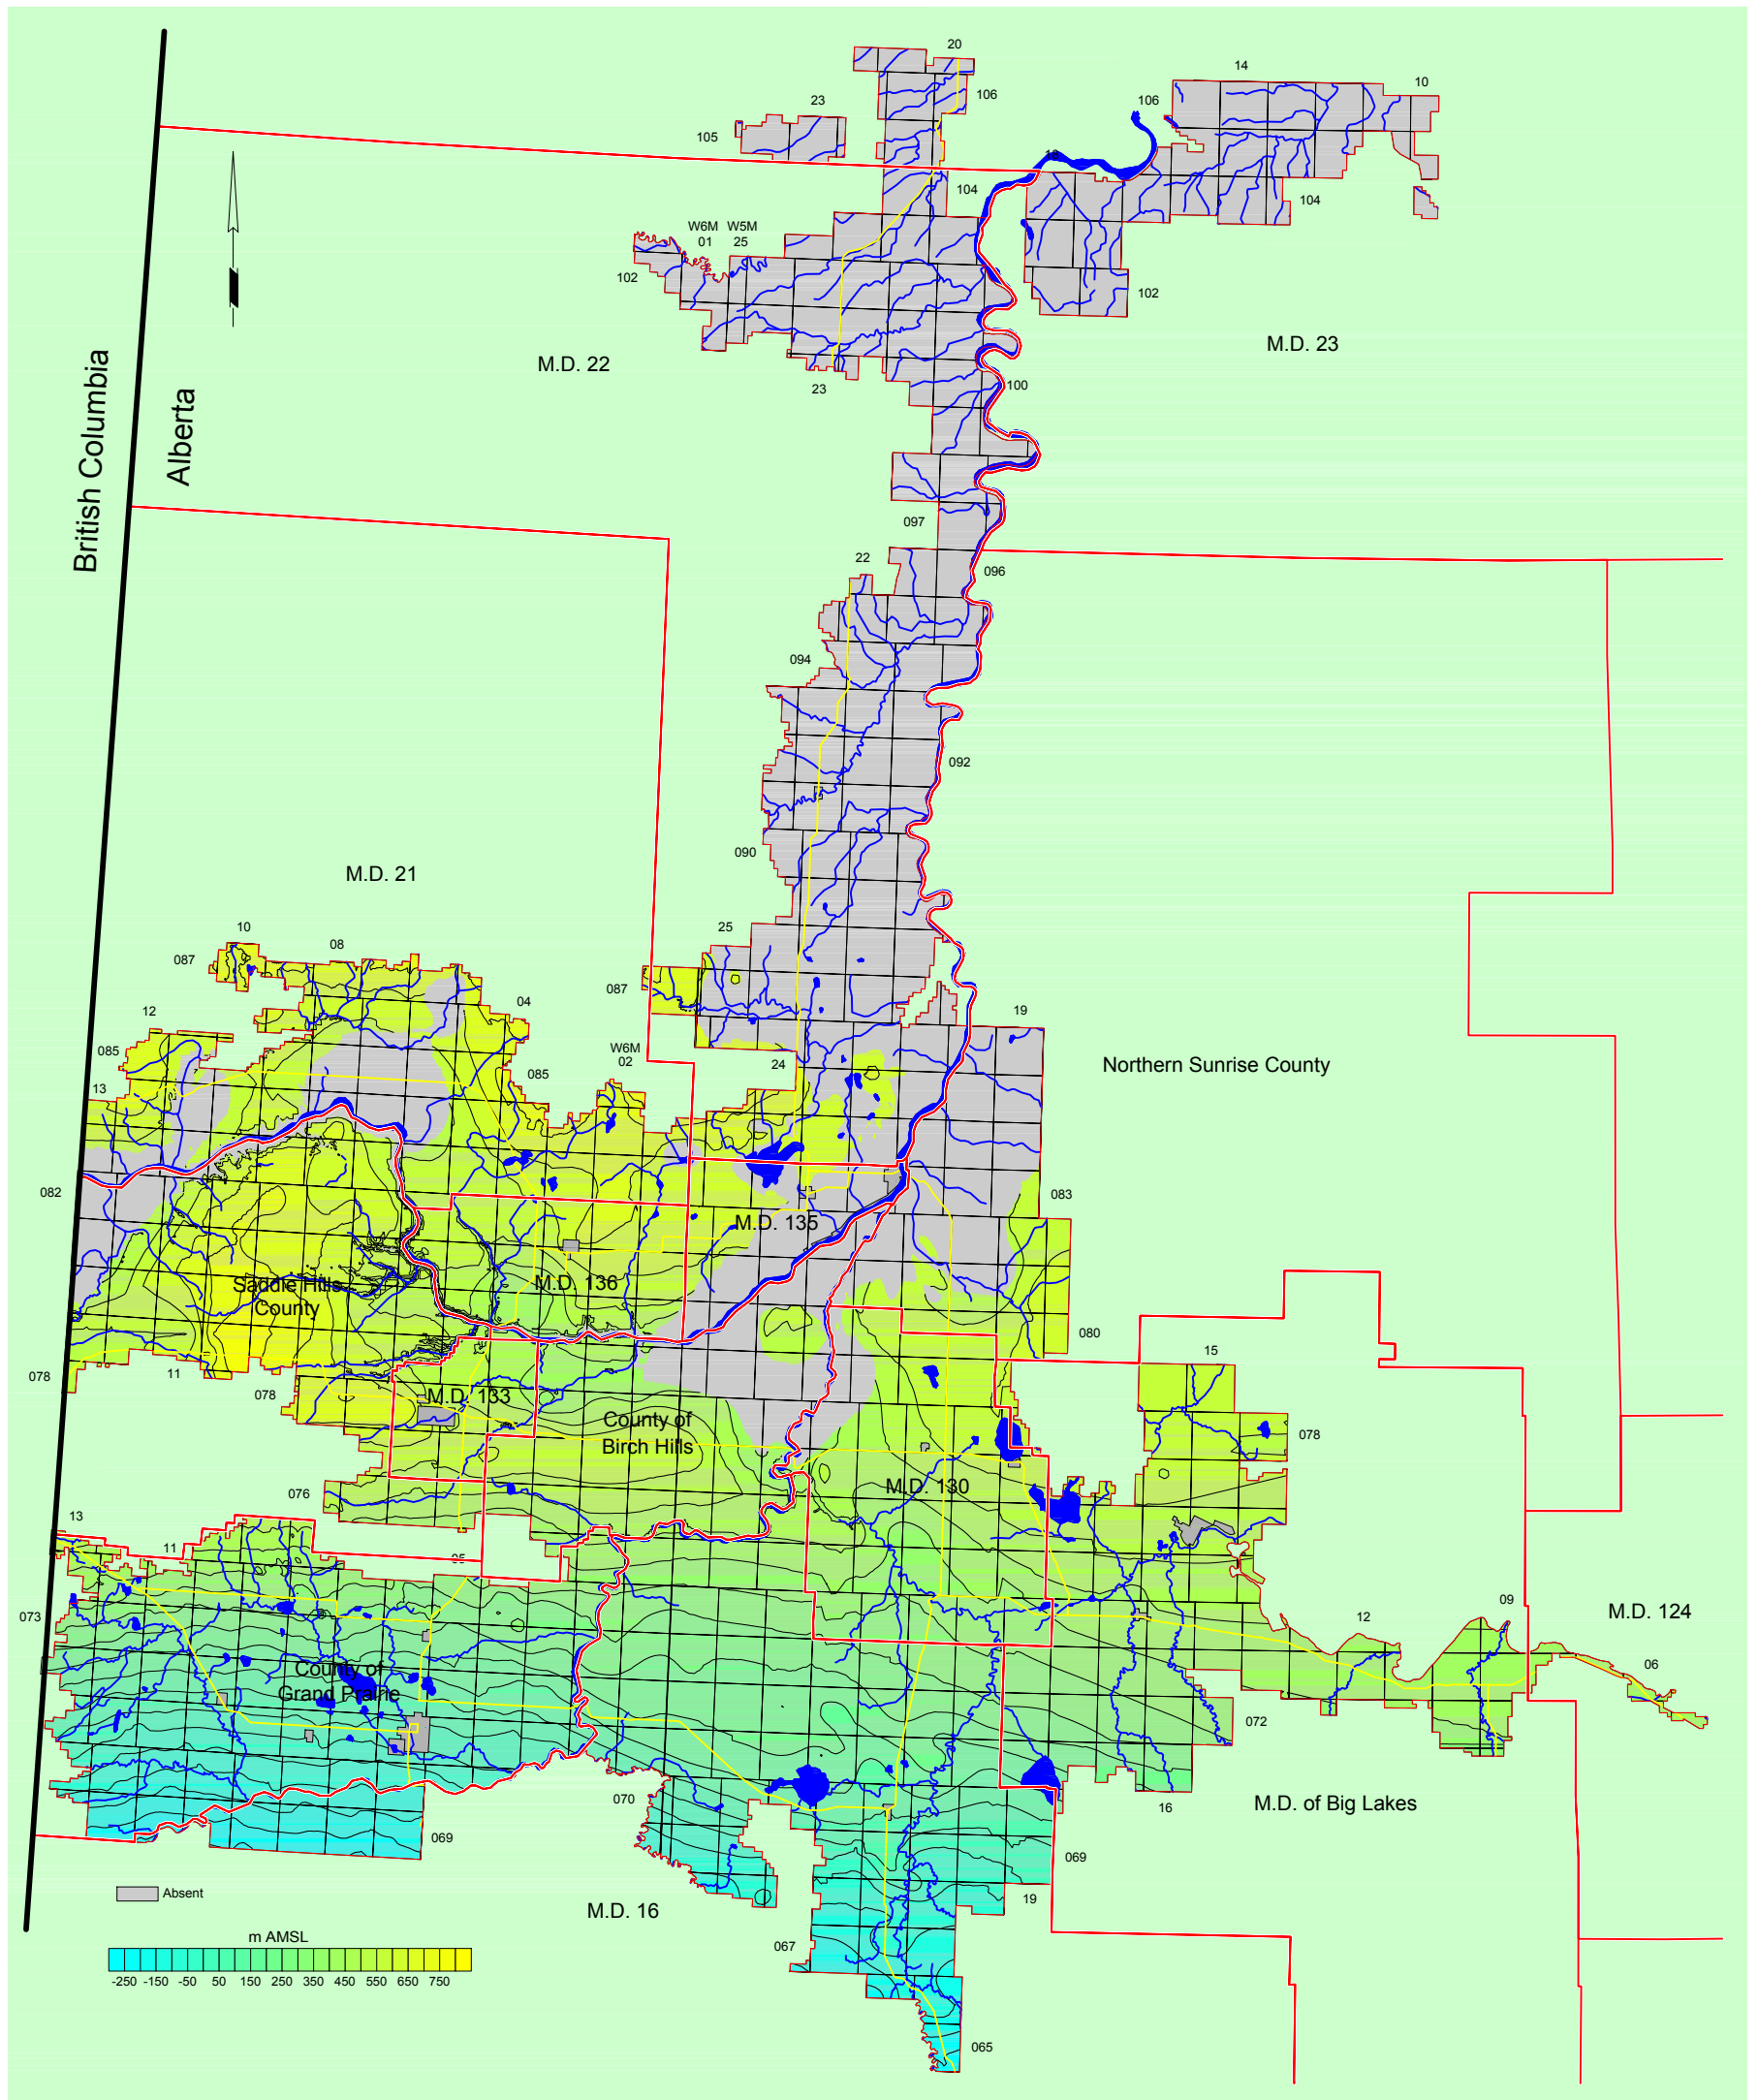 20
14
10
106
106
23
105
18
104
104
W6M W5M
01 25
102
102
M.D. 23
M.D. 22
British Columbia
Alberta
23
100
097
22
096
094
092
090
M.D. 21
10
08
25
087
087
04
12
19
085
W6M
02
085
24
Northern Sunrise County
13
082
083
M.D. 135
M.D. 136
Saddle Hills
County
080
15
078
11
078
M.D. 133
County of
Birch Hills
078
M.D. 130
076
13
11
05
073
12
09
M.D. 124
County of
Grand Prairie
06
072
070
16
M.D. of Big Lakes
069
069
Absent
19
M.D. 16
m AMSL
067
-250 -150 -50 50 150 250 350 450 550 650 750
065